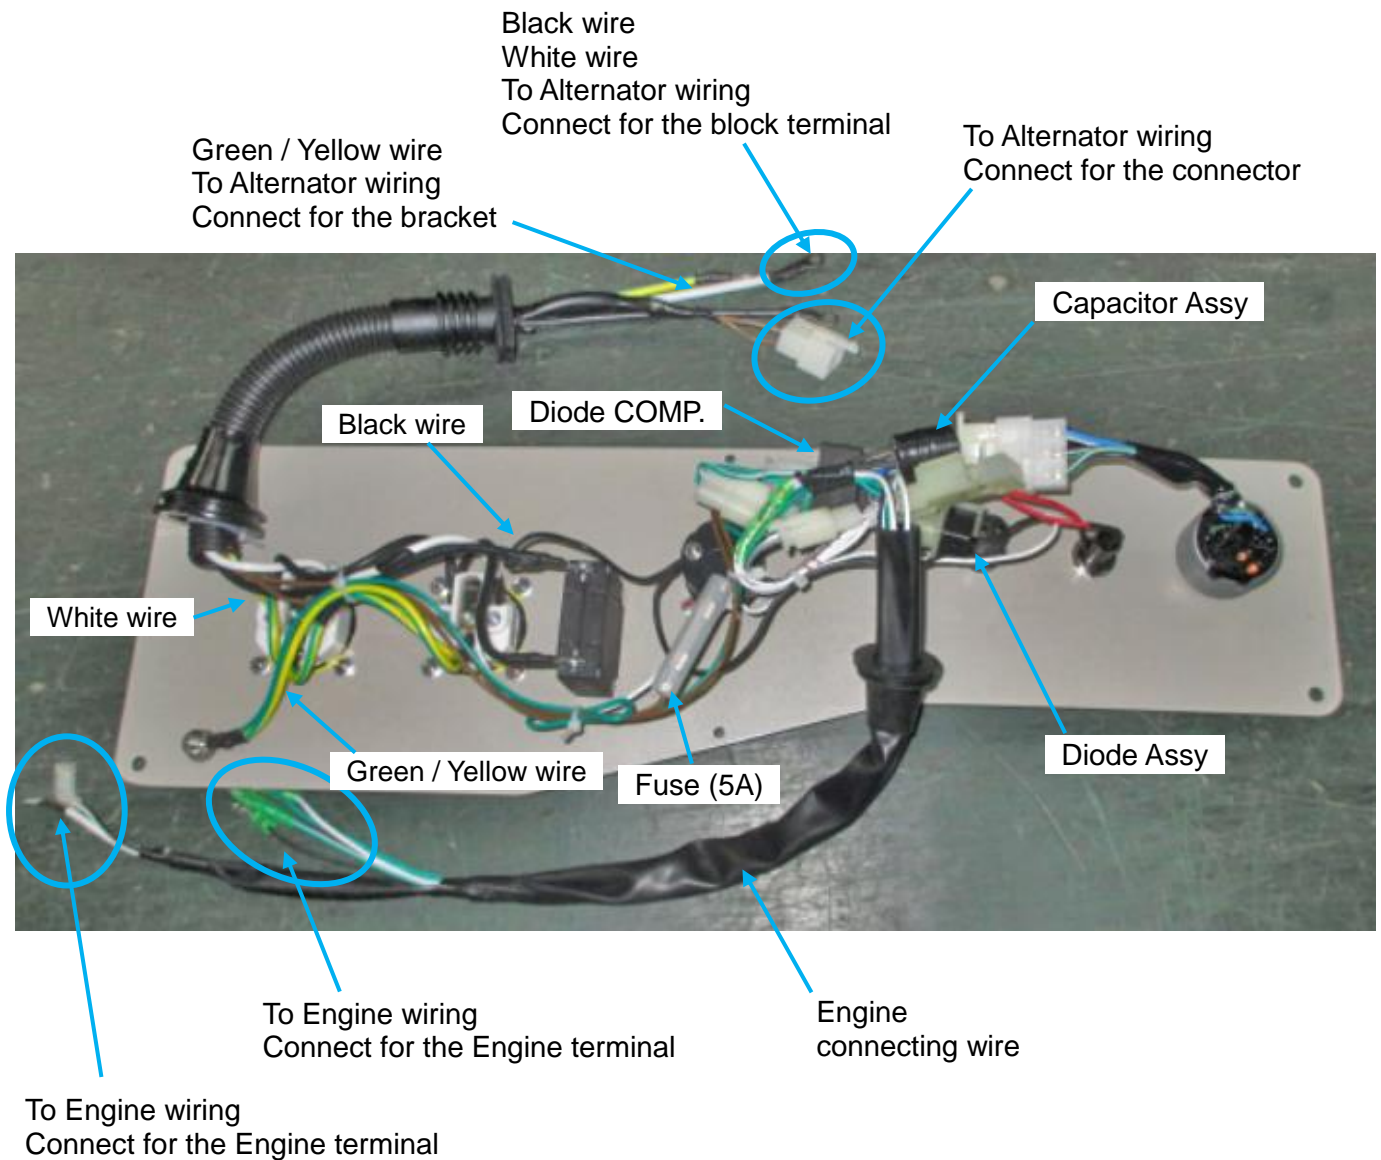 Black wire
White wire
To Alternator wiring
Connect for the block terminal
To Alternator wiring
Connect for the connector
Green / Yellow wire
To Alternator wiring
Connect for the bracket
Capacitor Assy
Diode COMP.
Black wire
White wire
Green / Yellow wire
Fuse (5A)
Diode Assy
To Engine wiring
Connect for the Engine terminal
Engine
connecting wire
To Engine wiring
Connect for the Engine terminal